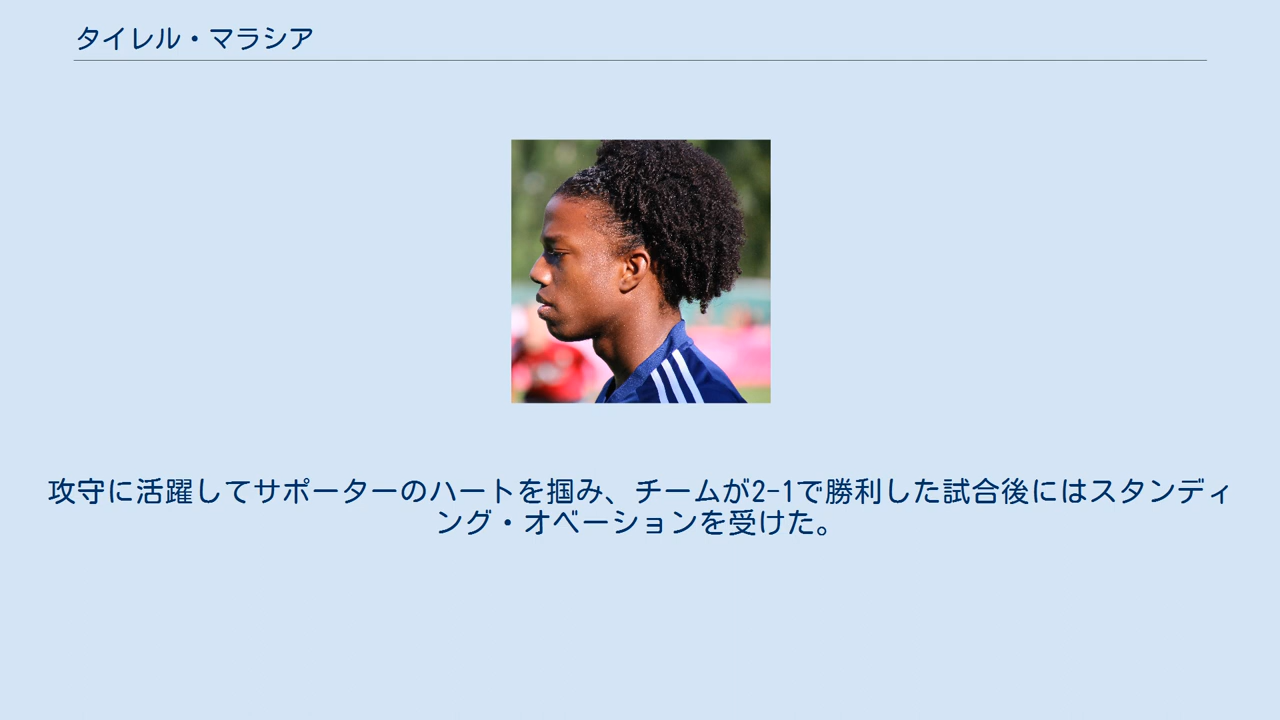 タイレル・マラシア
攻守に活躍してサポーターのハートを掴み、チームが2-1で勝利した試合後にはスタンディ
ング・オベーションを受けた。